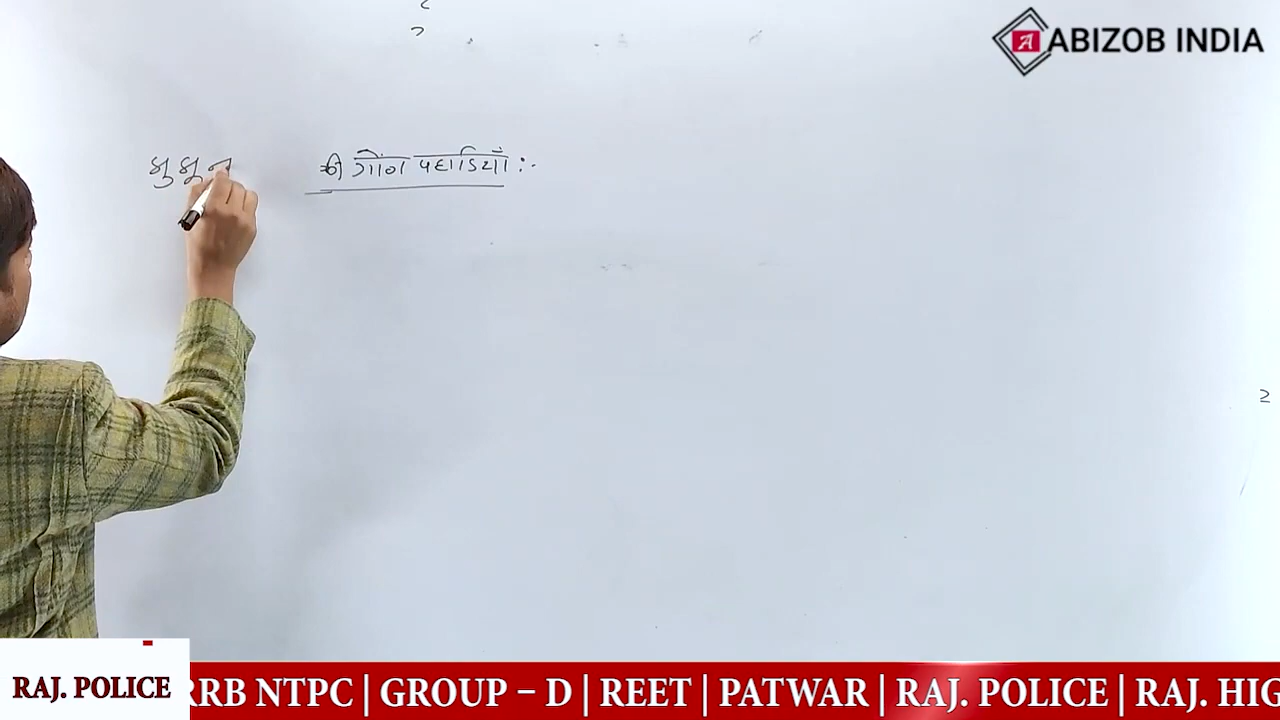 ABIZOB INDIA
झुझुन की गोण पहाडियाँ :-
RAJ. POLICE
RRB NTPC | GROUP – D | REET | PATWAR | RAJ. POLICE | RAJ. HIG